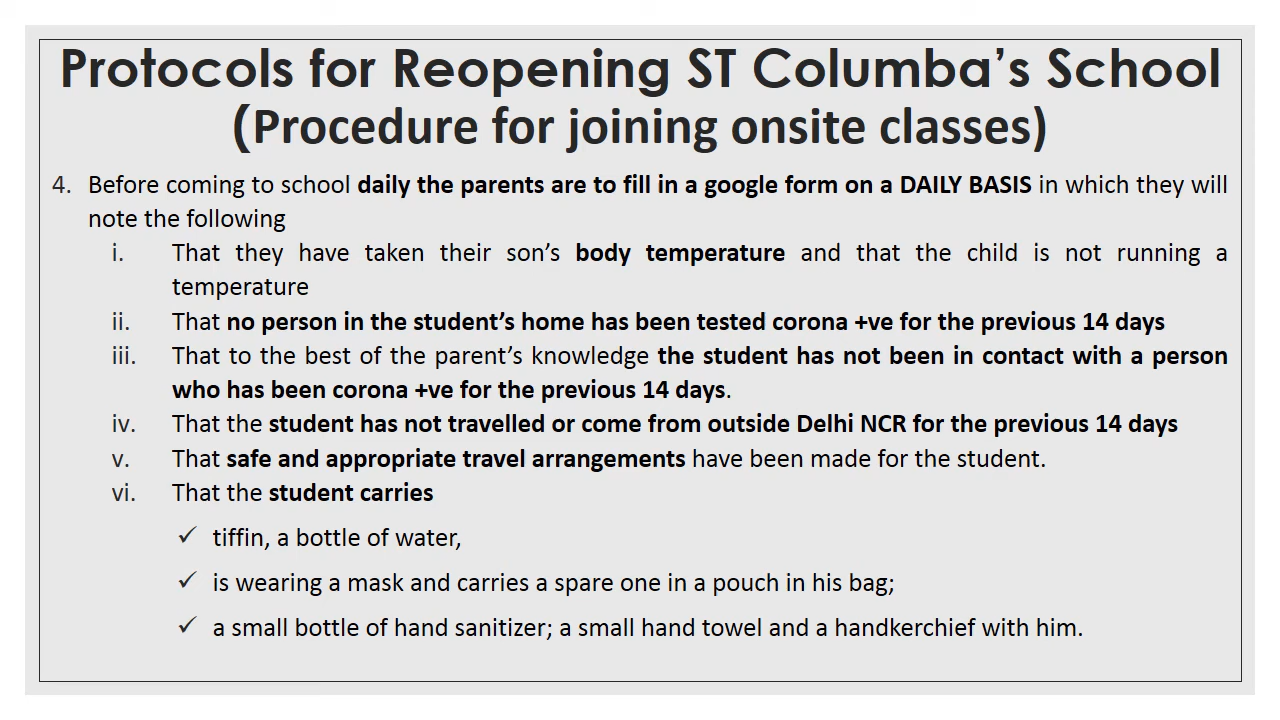 Protocols for Reopening ST Columba's School
(Procedure for joining onsite classes)
4. Before coming to school daily the parents are to fill in a google form on a DAILY BASIS in which they will
note the following
i. That they have taken their son's body temperature and that the child is not running a
temperature
ii. That no person in the student's home has been tested corona +ve for the previous 14 days
iii. That to the best of the parent's knowledge the student has not been in contact with a person
who has been corona +ve for the previous 14 days.
iv. That the student has not travelled or come from outside Delhi NCR for the previous 14 days
v. That safe and appropriate travel arrangements have been made for the student.
vi. That the student carries
✓ tiffin, a bottle of water,
✓ is wearing a mask and carries a spare one in a pouch in his bag;
✓ a small bottle of hand sanitizer; a small hand towel and a handkerchief with him.